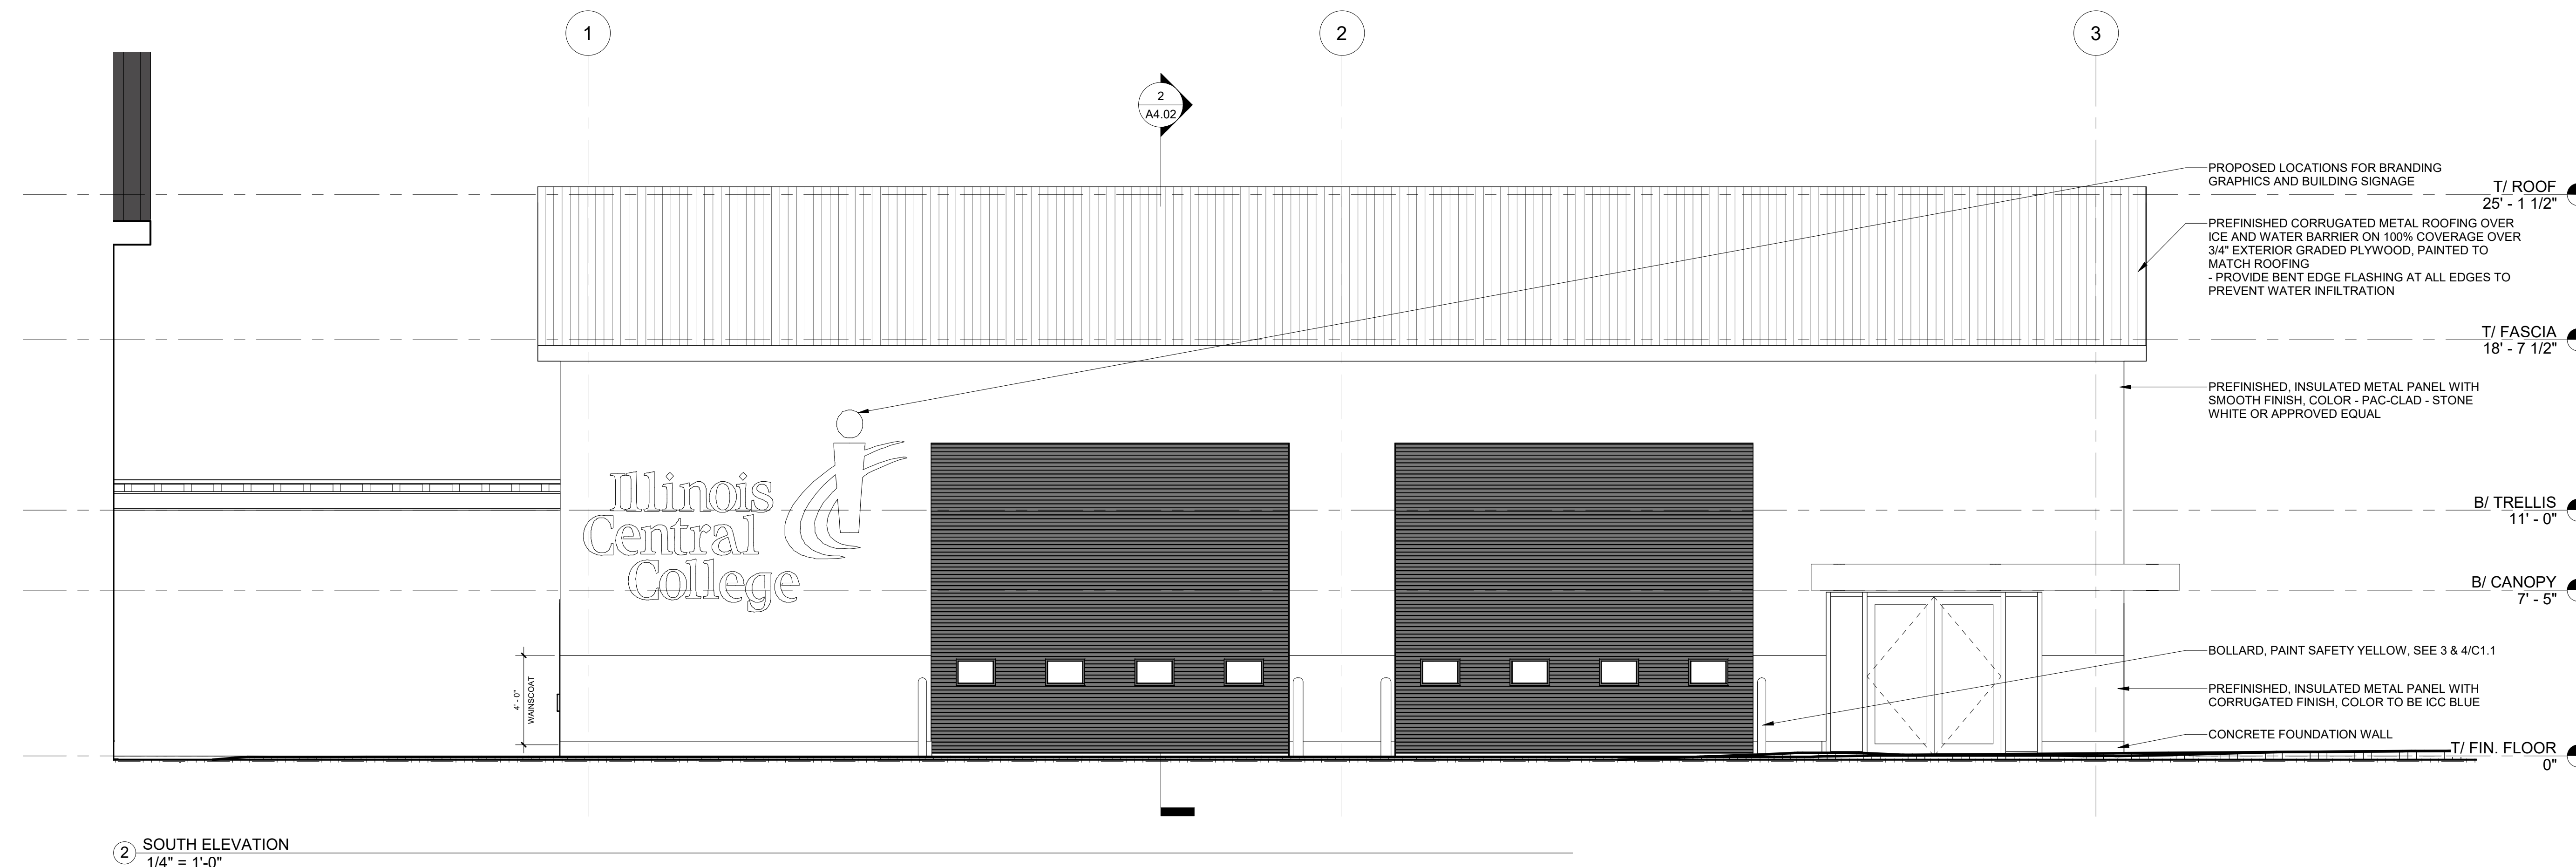 1
2
3
2
A4.02
PROPOSED LOCATIONS FOR BRANDING
GRAPHICS AND BUILDING SIGNAGE
T/ ROOF
25' - 1 1/2"
PREFINISHED CORRUGATED METAL ROOFING OVER
ICE AND WATER BARRIER ON 100% COVERAGE OVER
3/4" EXTERIOR GRADED PLYWOOD, PAINTED TO
MATCH ROOFING
- PROVIDE BENT EDGE FLASHING AT ALL EDGES TO
PREVENT WATER INFILTRATION
T/ FASCIA
18' - 7 1/2"
PREFINISHED, INSULATED METAL PANEL WITH
SMOOTH FINISH, COLOR - PAC-CLAD - STONE
WHITE OR APPROVED EQUAL
Illinois
Central
College
B/ TRELLIS
11' - 0"
B/ CANOPY
7' - 5"
4' - 0"
WAINSCOAT
BOLLARD, PAINT SAFETY YELLOW, SEE 3 & 4/C1.1
PREFINISHED, INSULATED METAL PANEL WITH
CORRUGATED FINISH, COLOR TO BE ICC BLUE
CONCRETE FOUNDATION WALL
T/ FIN. FLOOR
0"
2
SOUTH ELEVATION
1/4" = 1'-0"